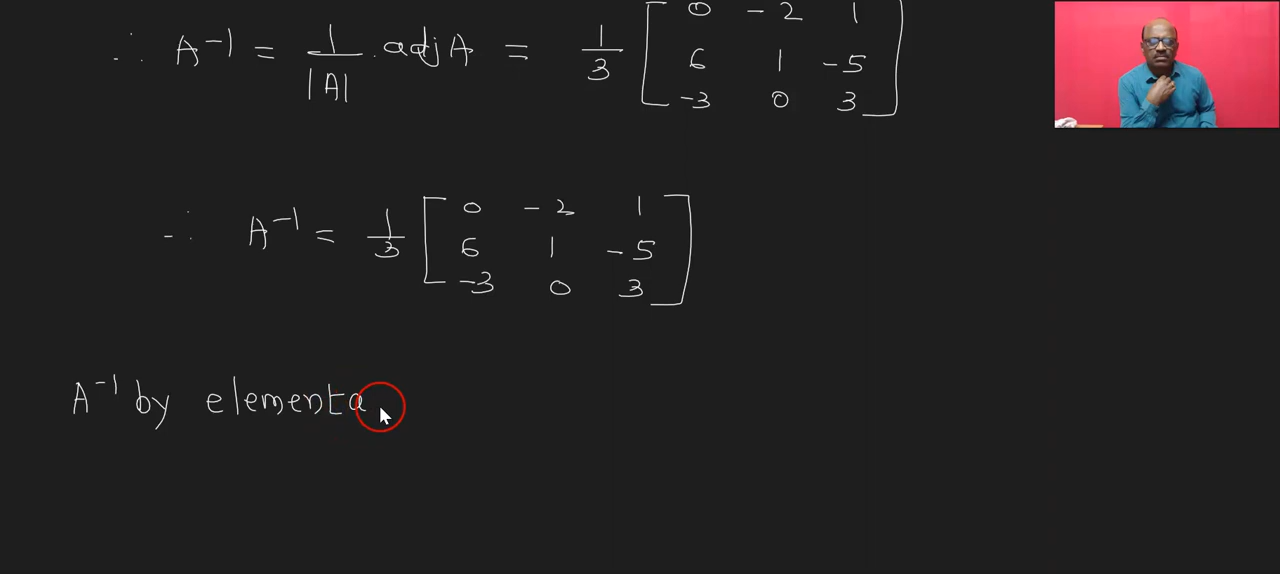 ∴ A⁻¹ = 1/|A| . adj A = 1/3 [ 0 -2 1
6 1 -5
-3 0 3 ]
∴ A⁻¹ = 1/3 [ 0 -2 1
6 1 -5
-3 0 3 ]
A⁻¹ by elementa